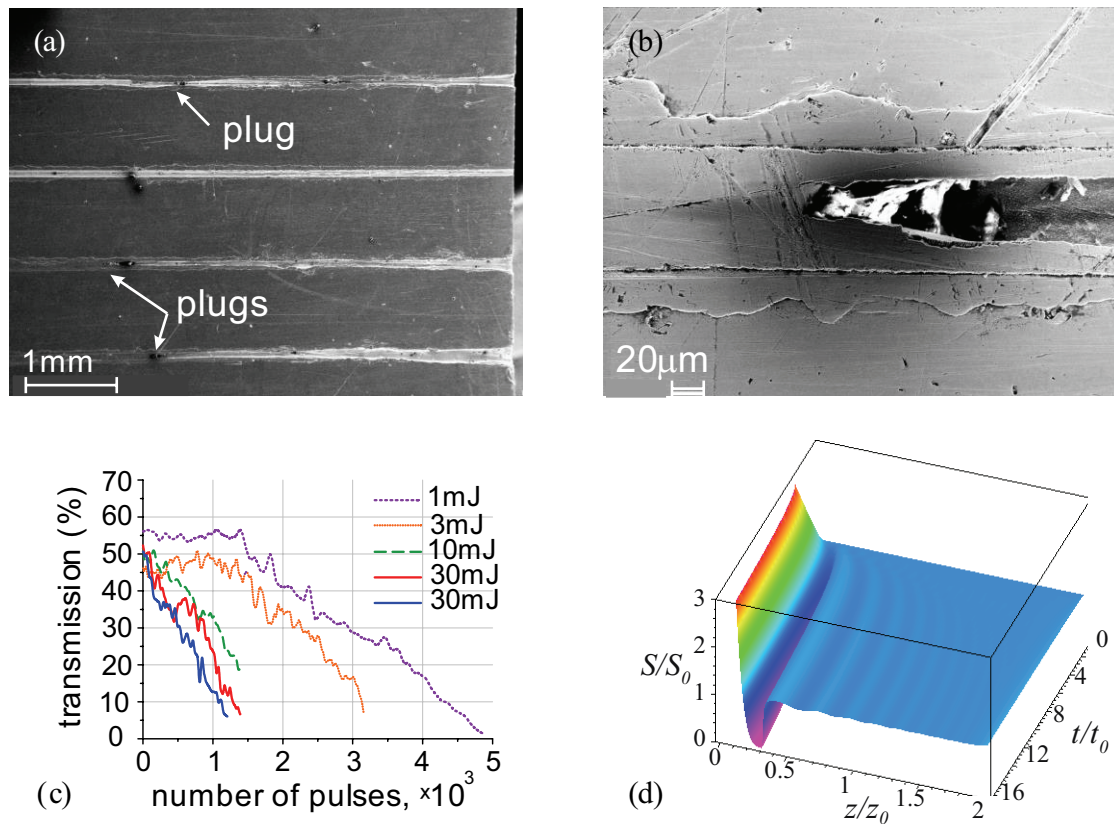 (a)
plug
plugs
1mm
(b)
20μm
70
60
50
40
30
20
10
0
transmission (%)
1mJ
3mJ
10mJ
30mJ
30mJ
0 1 2 3 4 5
number of pulses, ×10³
(c)
3
2
1
0
S/S₀
0 0.5 1 1.5 2
z/z₀
0
4
8
12
16
t/t₀
(d)